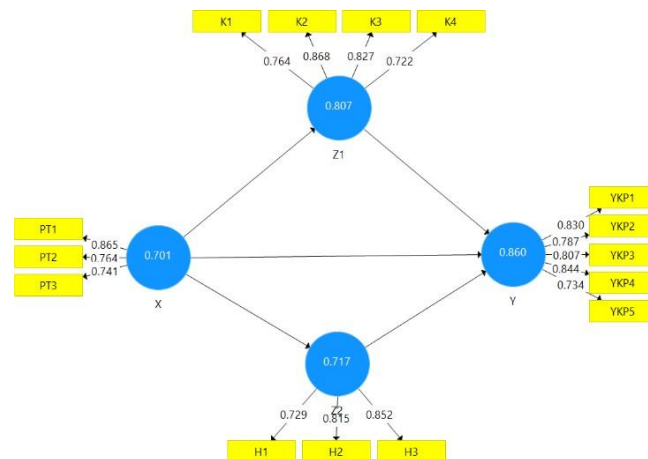 K1 K2 K3 K4
0.764 0.868 0.827 0.722
0.807
Z1
PT1
PT2
PT3
0.865
0.764
0.741
0.701
X
0.860
Y
0.830
0.787
0.807
0.844
0.734
YKP1
YKP2
YKP3
YKP4
YKP5
0.717
Z2
0.729 0.815 0.852
H1 H2 H3